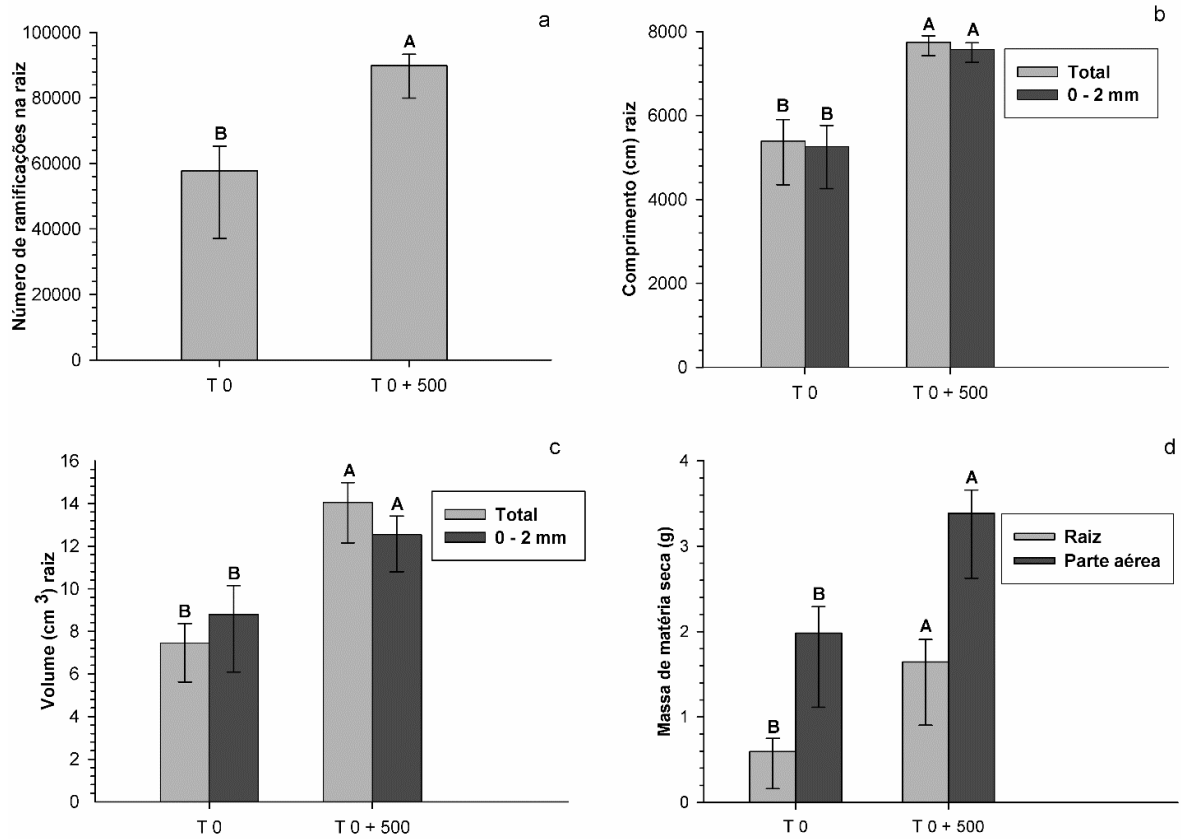 a
Número de ramificações na raiz
100000
80000
60000
40000
20000
0
B
A
T 0
T 0 + 500
b
Comprimento (cm) raiz
8000
6000
4000
2000
0
B
B
A
A
Total
0 - 2 mm
T 0
T 0 + 500
c
Volume (cm ³) raiz
16
14
12
10
8
6
4
2
0
B
B
A
A
Total
0 - 2 mm
T 0
T 0 + 500
d
Massa de matéria seca (g)
4
3
2
1
0
B
B
A
A
Raiz
Parte aérea
T 0
T 0 + 500